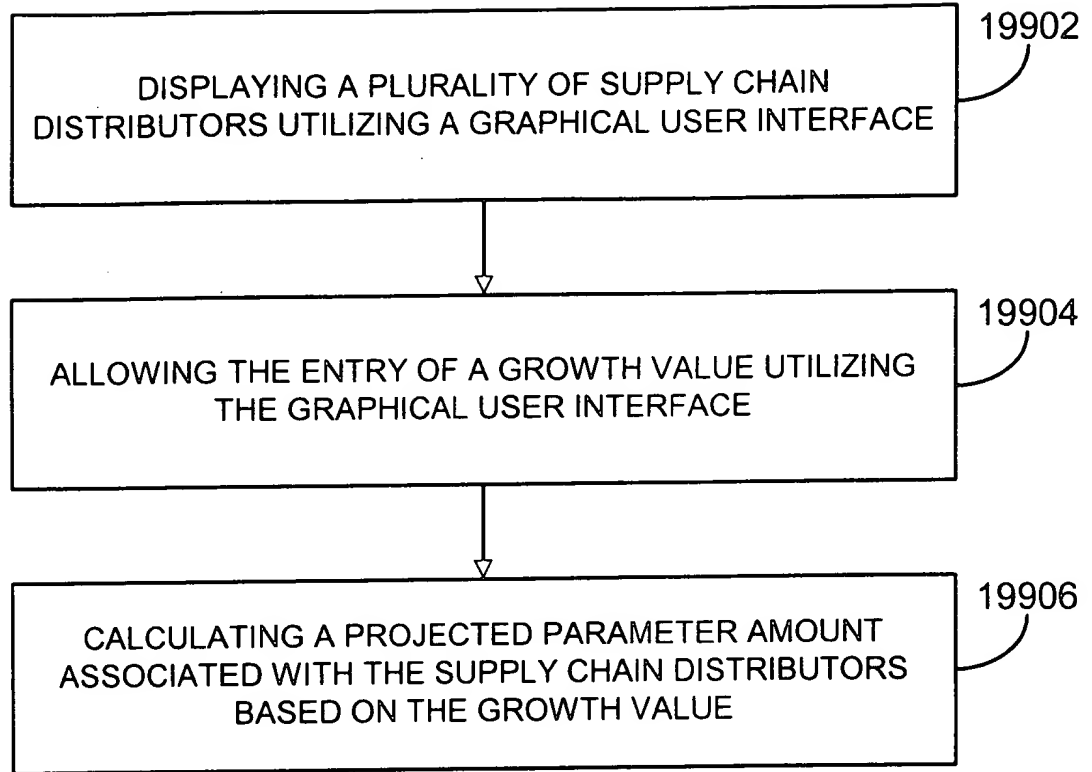 19902
DISPLAYING A PLURALITY OF SUPPLY CHAIN
DISTRIBUTORS UTILIZING A GRAPHICAL USER INTERFACE
19904
ALLOWING THE ENTRY OF A GROWTH VALUE UTILIZING
THE GRAPHICAL USER INTERFACE
19906
CALCULATING A PROJECTED PARAMETER AMOUNT
ASSOCIATED WITH THE SUPPLY CHAIN DISTRIBUTORS
BASED ON THE GROWTH VALUE